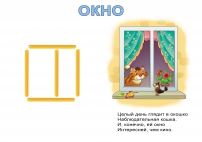 ОКНО
Целый день глядит в окошко
Наблюдательная кошка.
И, конечно, ей окно
Интересней, чем кино.